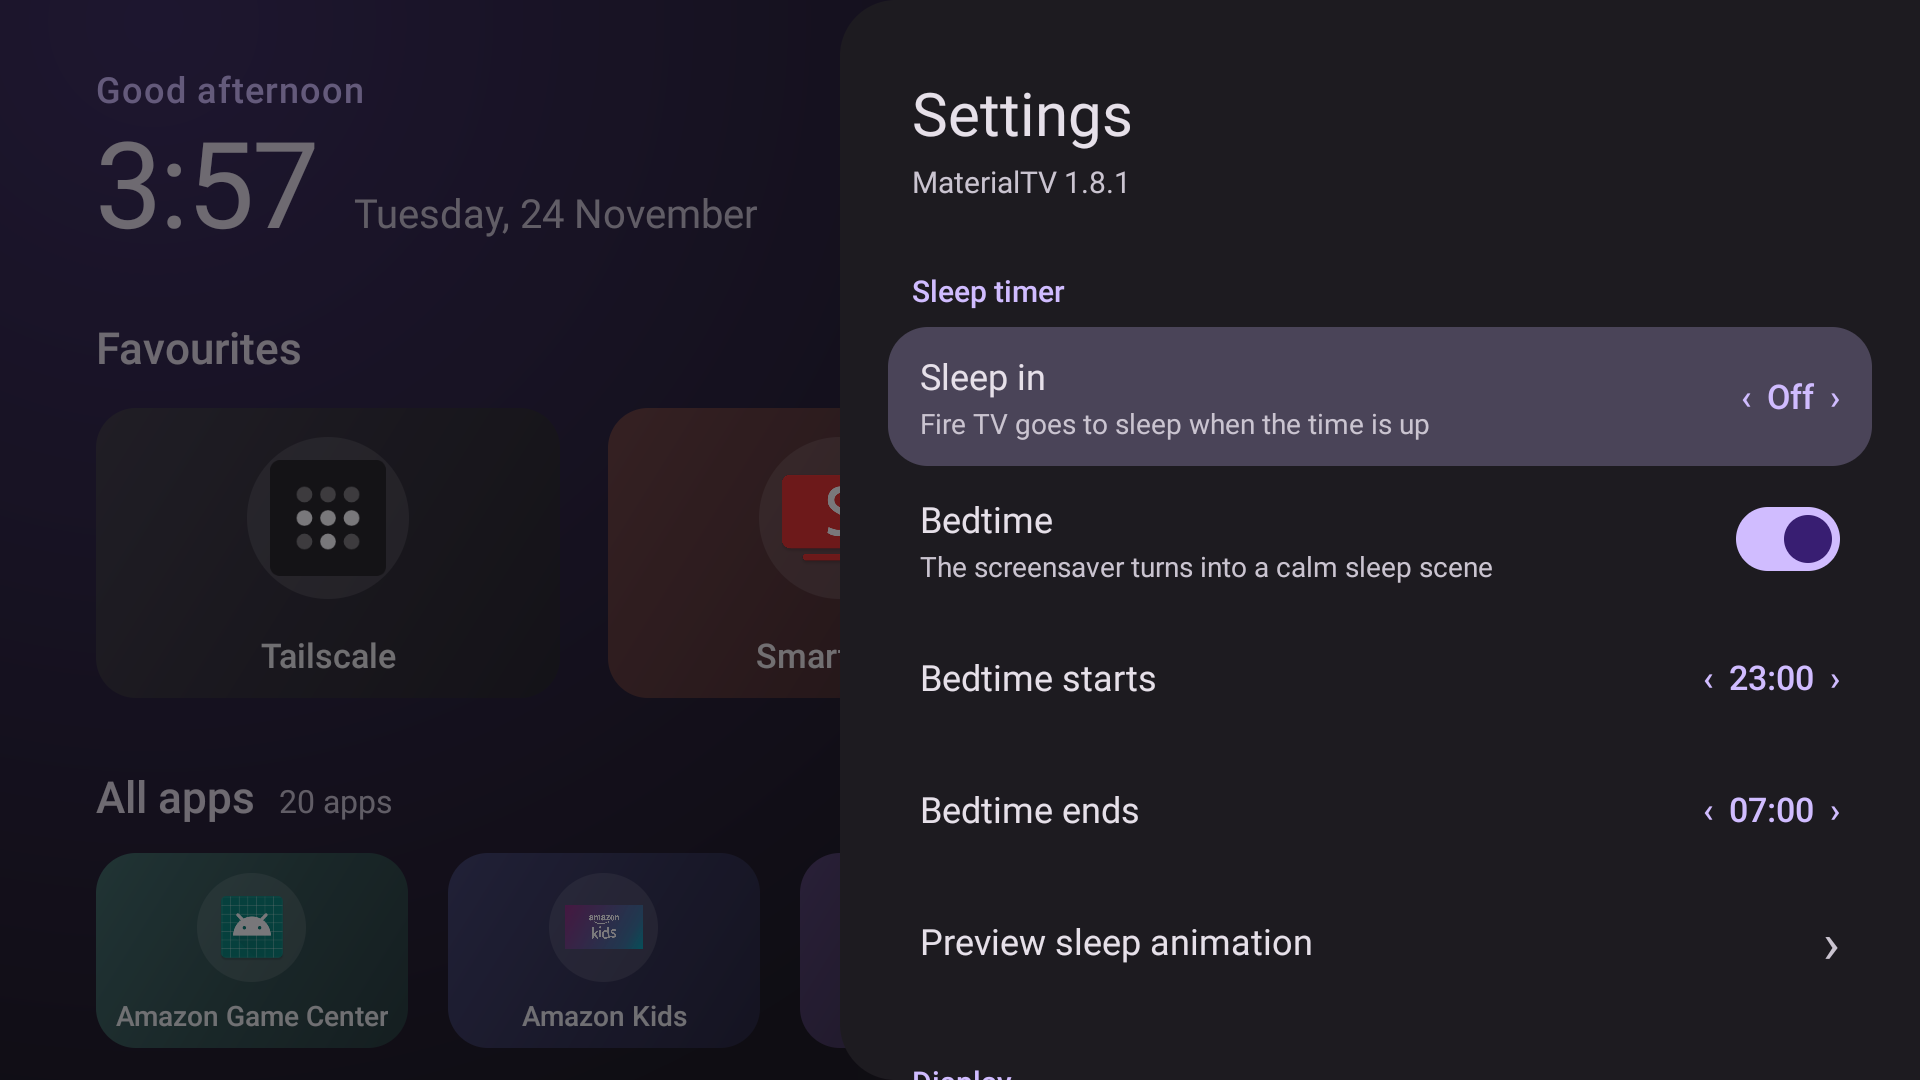 Good afternoon
3:57
Tuesday, 24 November
Favourites
Tailscale
Smar
All apps
20 apps
Amazon Game Center
amazon
kids
Amazon Kids
Settings
MaterialTV 1.8.1
Sleep timer
Sleep in
Fire TV goes to sleep when the time is up
‹ Off ›
Bedtime
The screensaver turns into a calm sleep scene
Bedtime starts
‹ 23:00 ›
Bedtime ends
‹ 07:00 ›
Preview sleep animation
›
Display